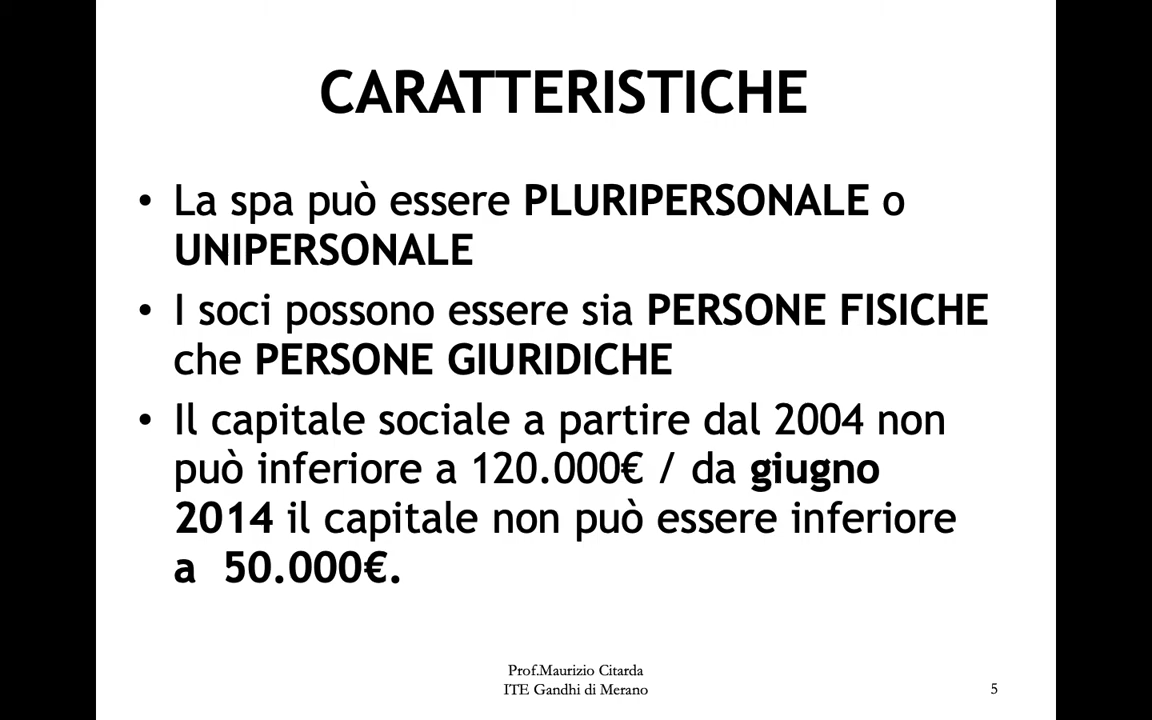 CARATTERISTICHE
• La spa può essere PLURIPERSONALE o
UNIPERSONALE
• I soci possono essere sia PERSONE FISICHE
che PERSONE GIURIDICHE
• Il capitale sociale a partire dal 2004 non
può inferiore a 120.000€ / da giugno
2014 il capitale non può essere inferiore
a  50.000€.
Prof.Maurizio Citarda
ITE Gandhi di Merano
5